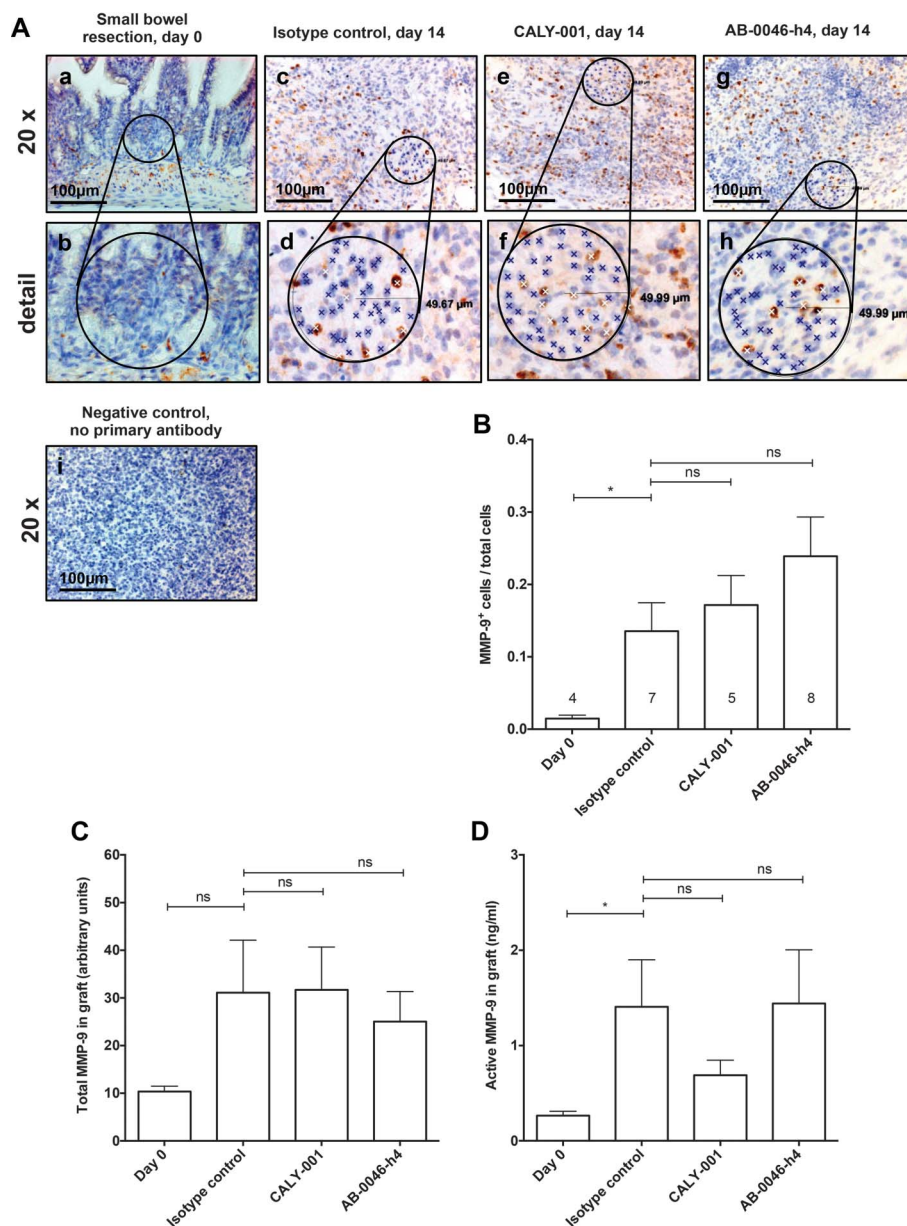 A
Small bowel
resection, day 0
Isotype control, day 14
CALY-001, day 14
AB-0046-h4, day 14
20 x
a
100µm
c
100µm
e
100µm
g
100µm
detail
b
d
49.67 µm
f
49.99 µm
h
49.99 µm
Negative control,
no primary antibody
20 x
i
100µm
B
MMP-9⁺ cells / total cells
0.4
0.3
0.2
0.1
0.0
*
ns
ns
4
7
5
8
Day 0
Isotype control
CALY-001
AB-0046-h4
C
Total MMP-9 in graft (arbitrary units)
60
50
40
30
20
10
0
ns
ns
ns
Day 0
Isotype control
CALY-001
AB-0046-h4
D
Active MMP-9 in graft (ng/ml)
3
2
1
0
*
ns
ns
Day 0
Isotype control
CALY-001
AB-0046-h4